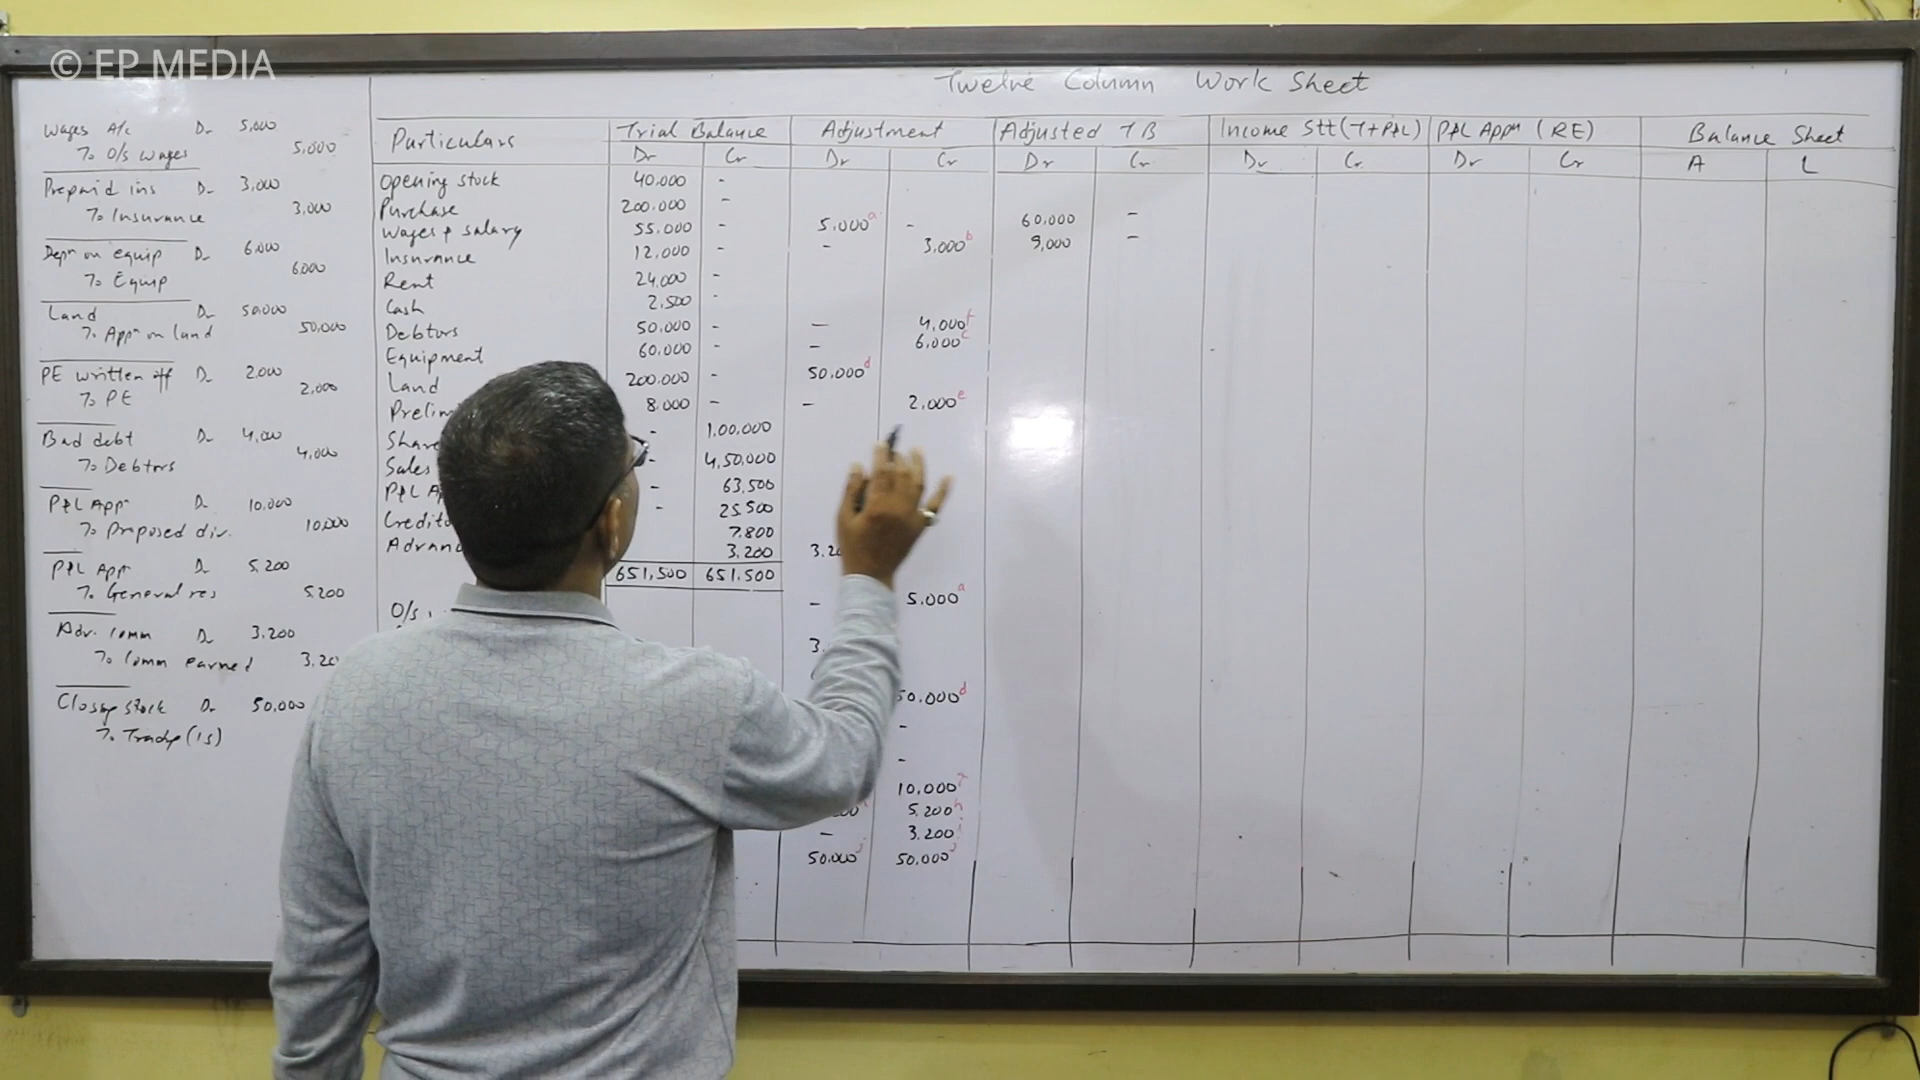 © EP MEDIA
Twelve Column Work Sheet
Wages A/c Dr 5,000
To O/s wages 5,000
Prepaid ins Dr 3,000
To Insurance 3,000
Depn on equip Dr 6,000
To Equip 6,000
Land Dr 50,000
To Appn on land 50,000
PE written off Dr 2,000
To PE 2,000
Bad debt Dr 4,000
To Debtors 4,000
P&L Appn Dr 10,000
To Proposed div. 10,000
P&L Appn Dr 5,200
To General res 5,200
Adv. comm Dr 3,200
To Comm earned
Closing stock Dr 50,000
To Trading (IS)
Particulars Trial Balance Adjustment Adjusted TB Income Stt (T+P&L) P&L Appn (RE) Balance Sheet
Dr Cr Dr Cr Dr Cr Dr Cr Dr Cr A L
Opening stock 40,000 -
Purchase 200,000 -
Wages & salary 55,000 - 5,000 a - 60,000 -
Insurance 12,000 - - 3,000 b 9,000 -
Rent 24,000 -
Cash 2,500 -
Debtors 50,000 - - 4,000 f
Equipment 60,000 - - 6,000 c
Land 200,000 - 50,000 d
8,000 - - 2,000 e
- 1,00,000
Sales - 4,50,000
P&L - 63,500
- 25,500
7,800
3,200
651,500 651,500
O/s - 5,000 a
50,000 d
-
-
10,000
5,200 h
- 3,200 i
50,000 j 50,000 j